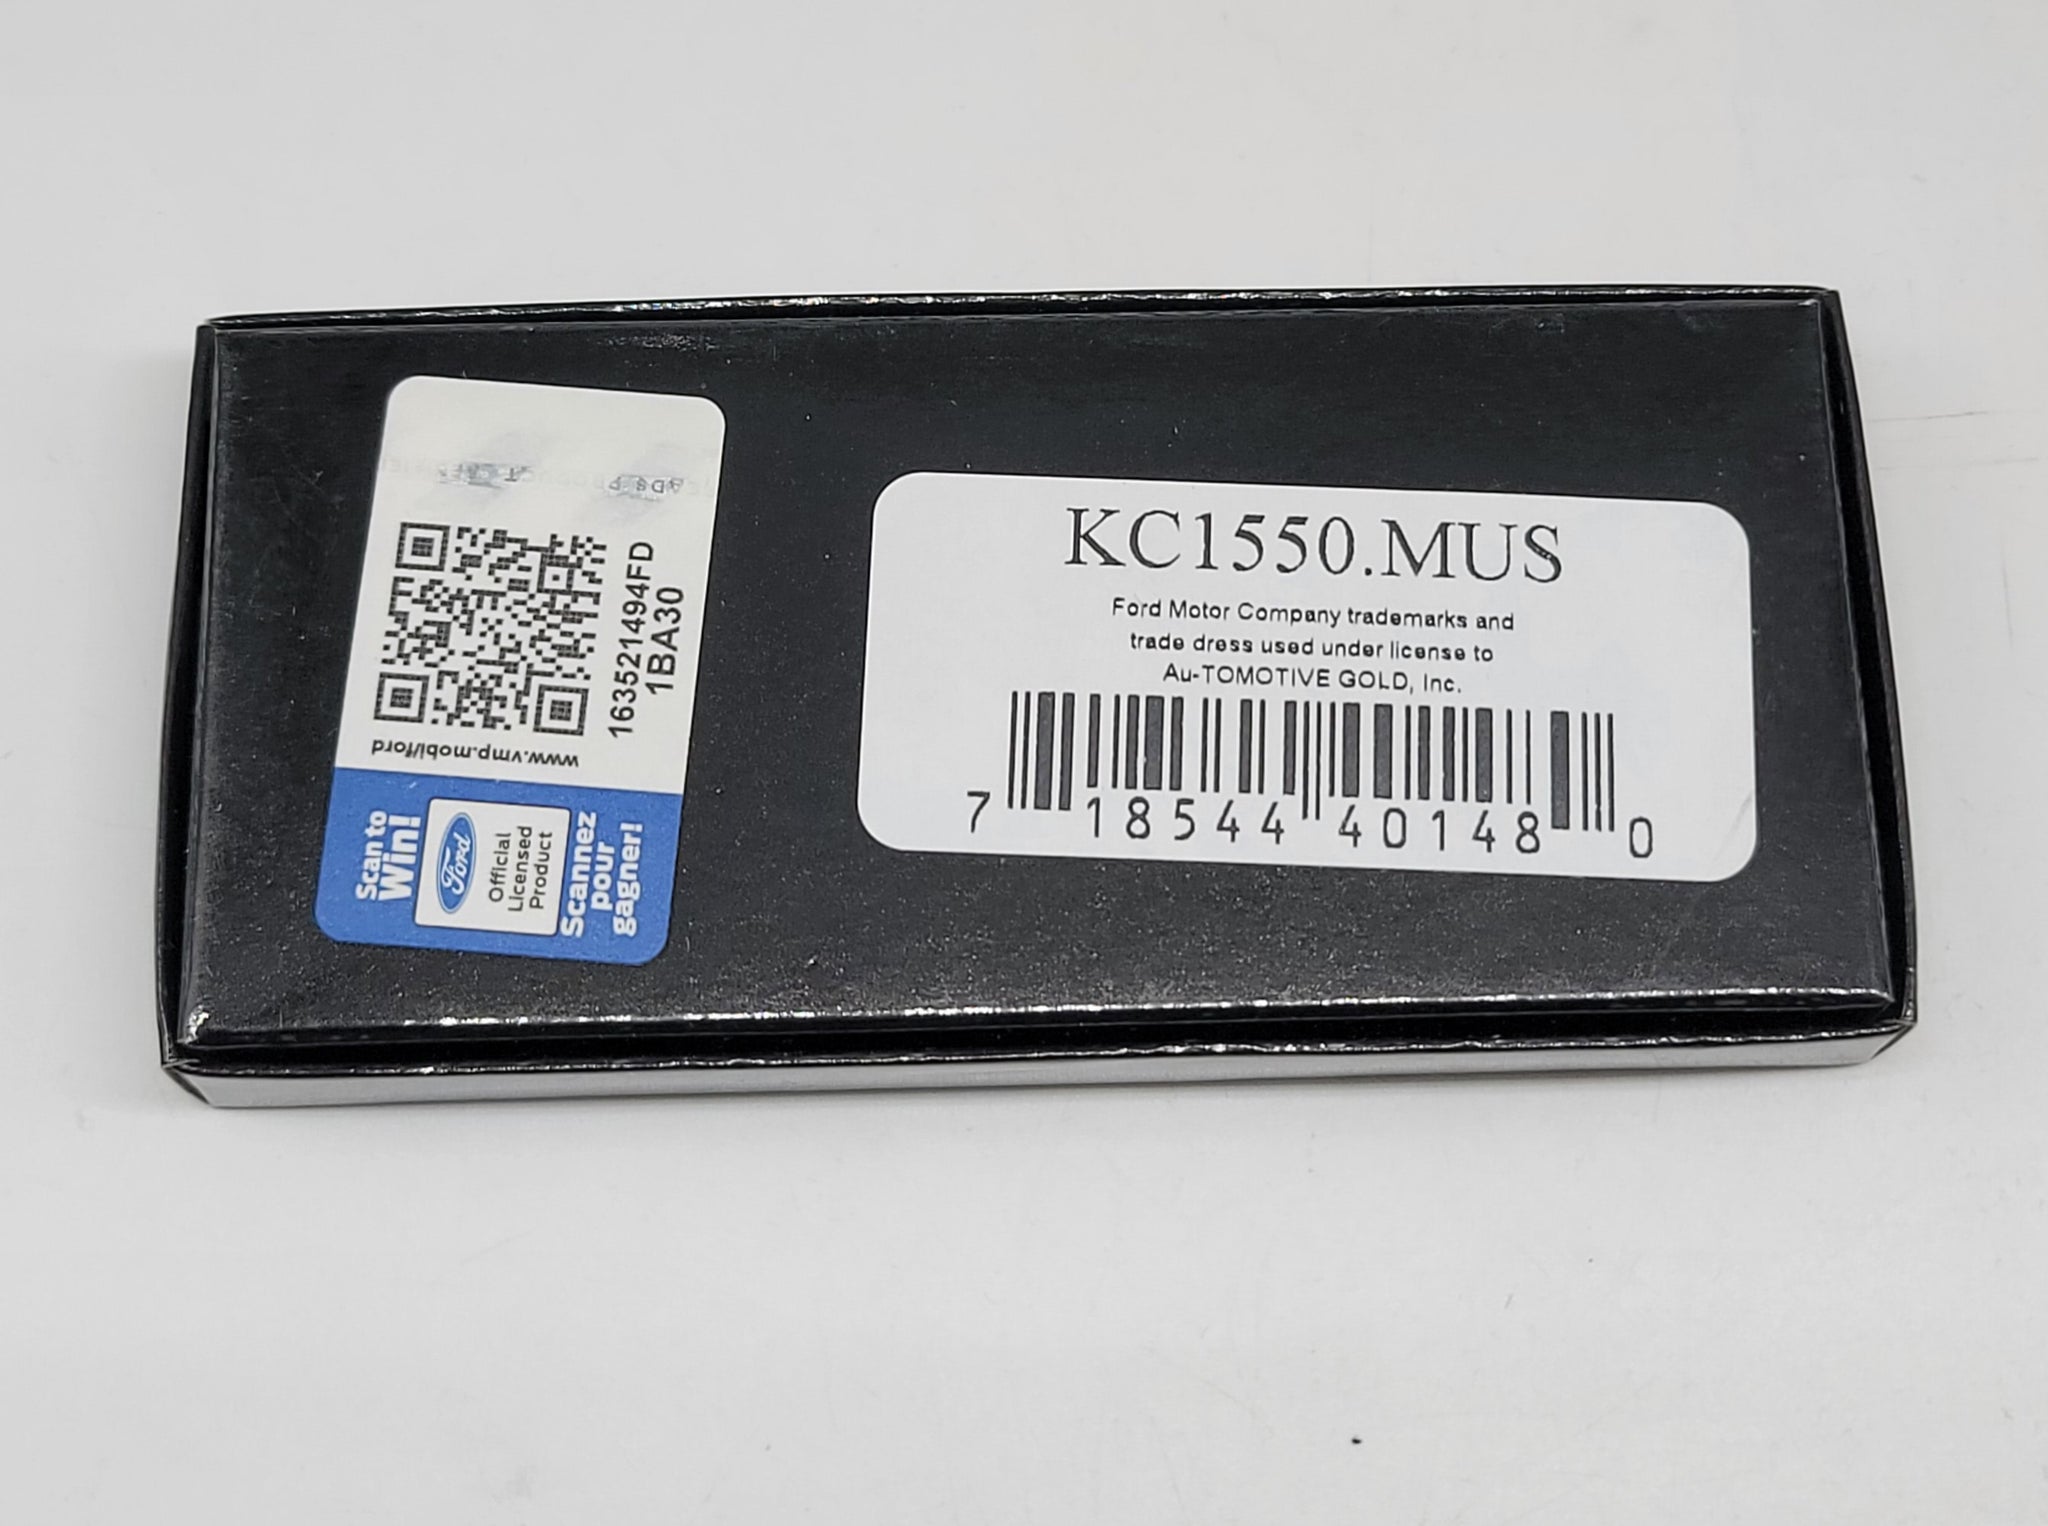 163521494FD
1BA30
www.vmp.mobi/ford
Scan to
Win!
Ford
Official
Licensed
Product
Scannez
pour
gagner!
KC1550.MUS
Ford Motor Company trademarks and
trade dress used under license to
Au-TOMOTIVE GOLD, Inc.
7 18544 40148 0